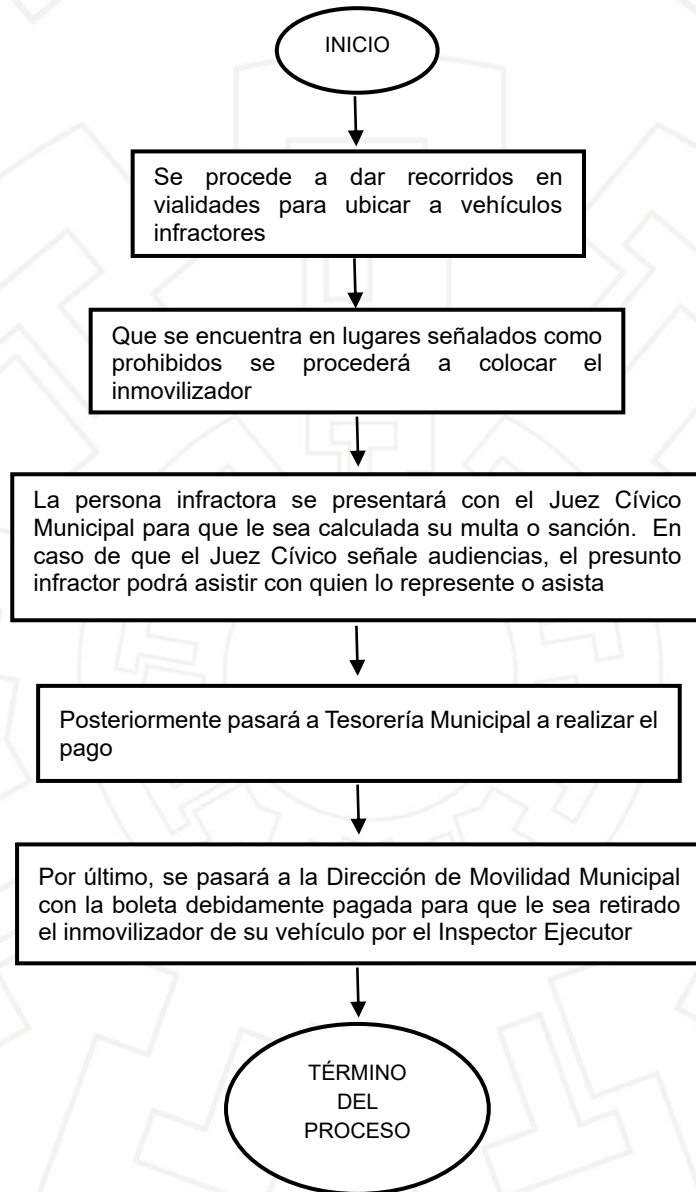 INICIO
Se procede a dar recorridos en
vialidades para ubicar a vehículos
infractores
Que se encuentra en lugares señalados como
prohibidos se procederá a colocar el
inmovilizador
La persona infractora se presentará con el Juez Cívico
Municipal para que le sea calculada su multa o sanción. En
caso de que el Juez Cívico señale audiencias, el presunto
infractor podrá asistir con quien lo represente o asista
Posteriormente pasará a Tesorería Municipal a realizar el
pago
Por último, se pasará a la Dirección de Movilidad Municipal
con la boleta debidamente pagada para que le sea retirado
el inmovilizador de su vehículo por el Inspector Ejecutor
TÉRMINO
DEL
PROCESO